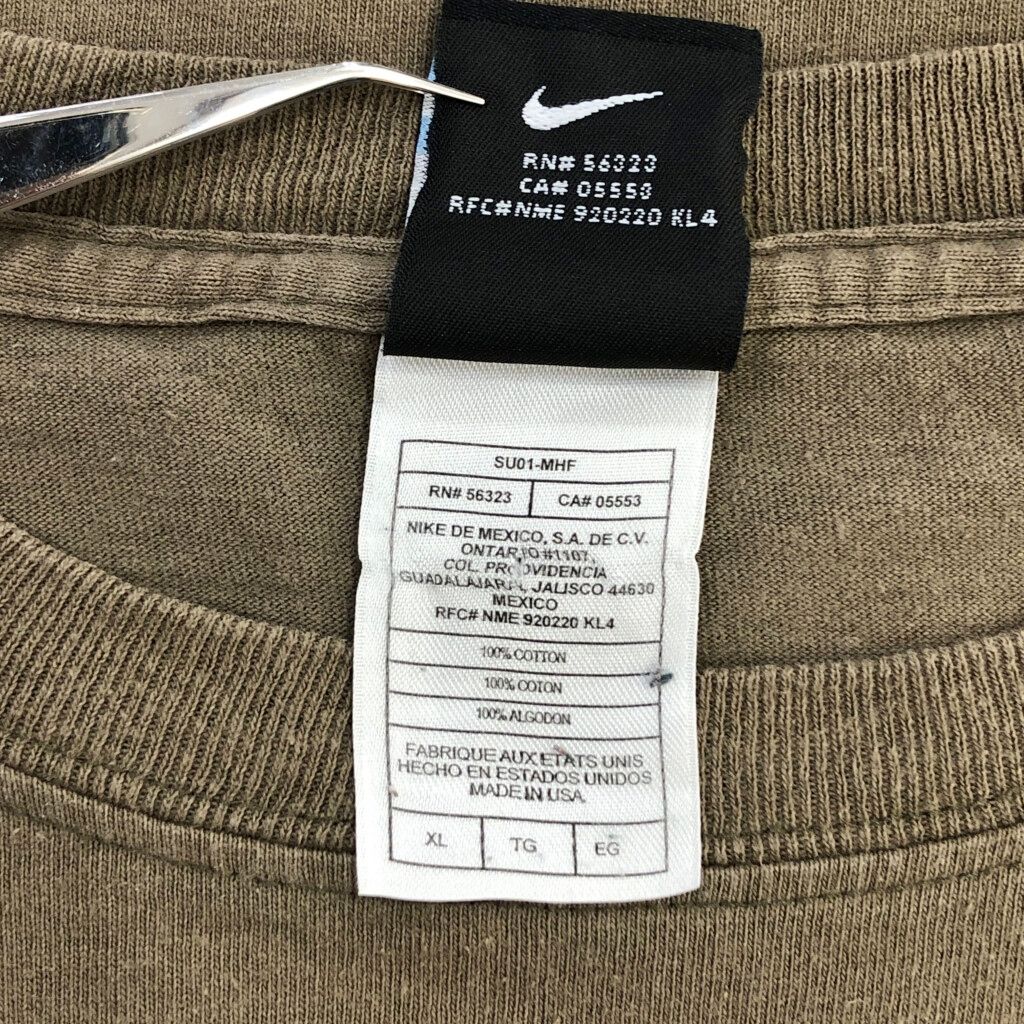 RN# 56323
CA# 05553
RFC# NME 920220 KL4
SU01-MHF
RN# 56323 CA# 05553
NIKE DE MEXICO, S.A. DE C.V.
ONTARIO #1107,
COL. PROVIDENCIA
GUADALAJARA, JALISCO 44630
MEXICO
RFC# NME 920220 KL4
100% COTTON
100% COTON
100% ALGODON
FABRIQUE AUX ETATS UNIS
HECHO EN ESTADOS UNIDOS
MADE IN USA
XL TG EG